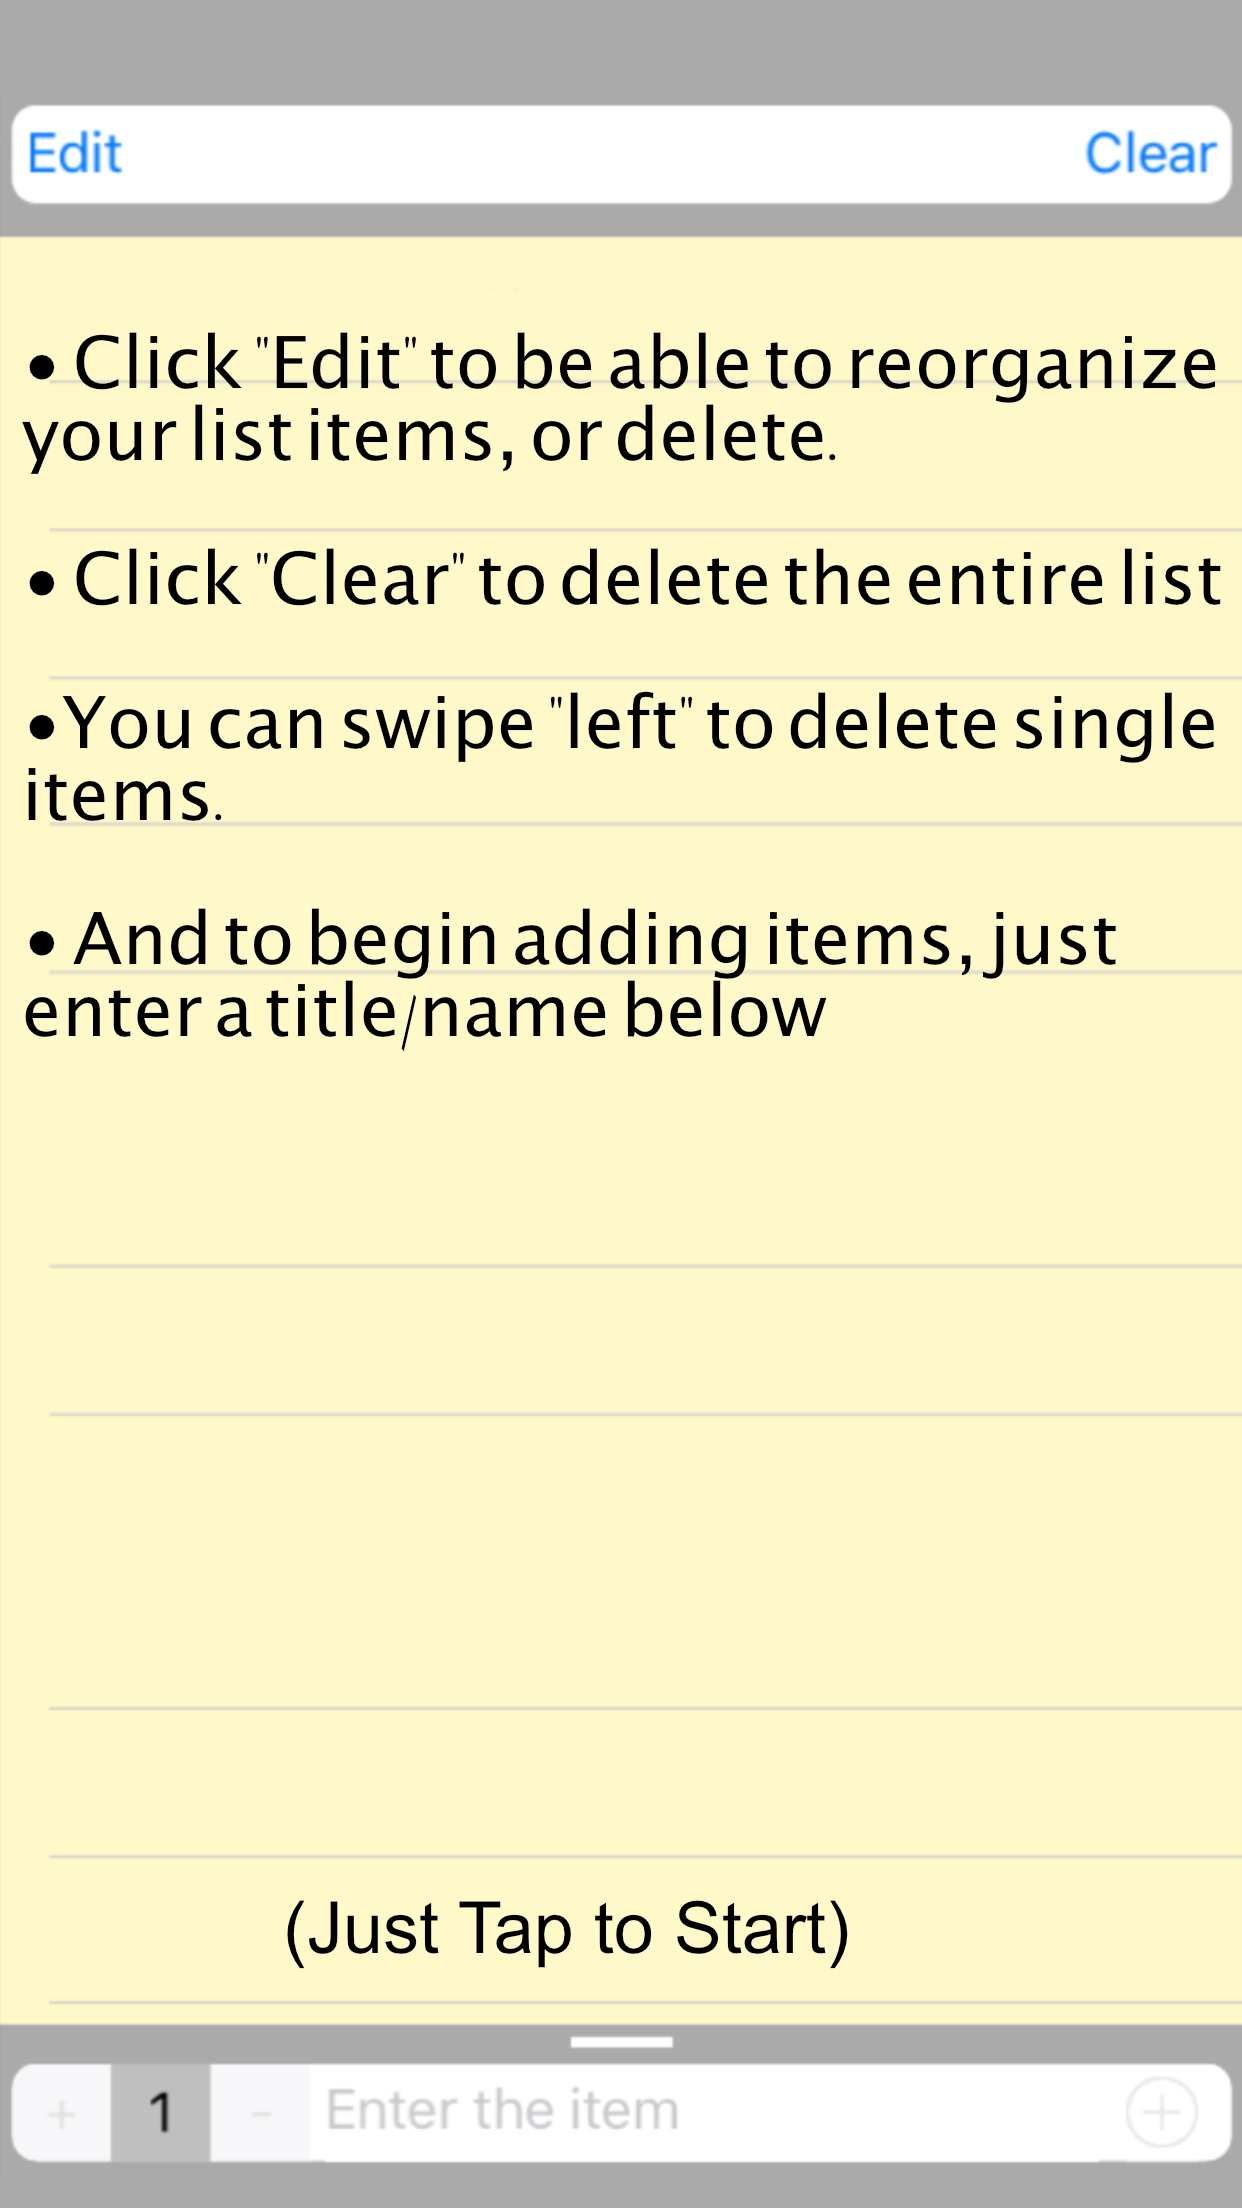 Edit Clear
• Click "Edit" to be able to reorganize
your list items, or delete.
• Click "Clear" to delete the entire list
•You can swipe "left" to delete single
items.
• And to begin adding items, just
enter a title/name below
(Just Tap to Start)
+ 1 - Enter the item +